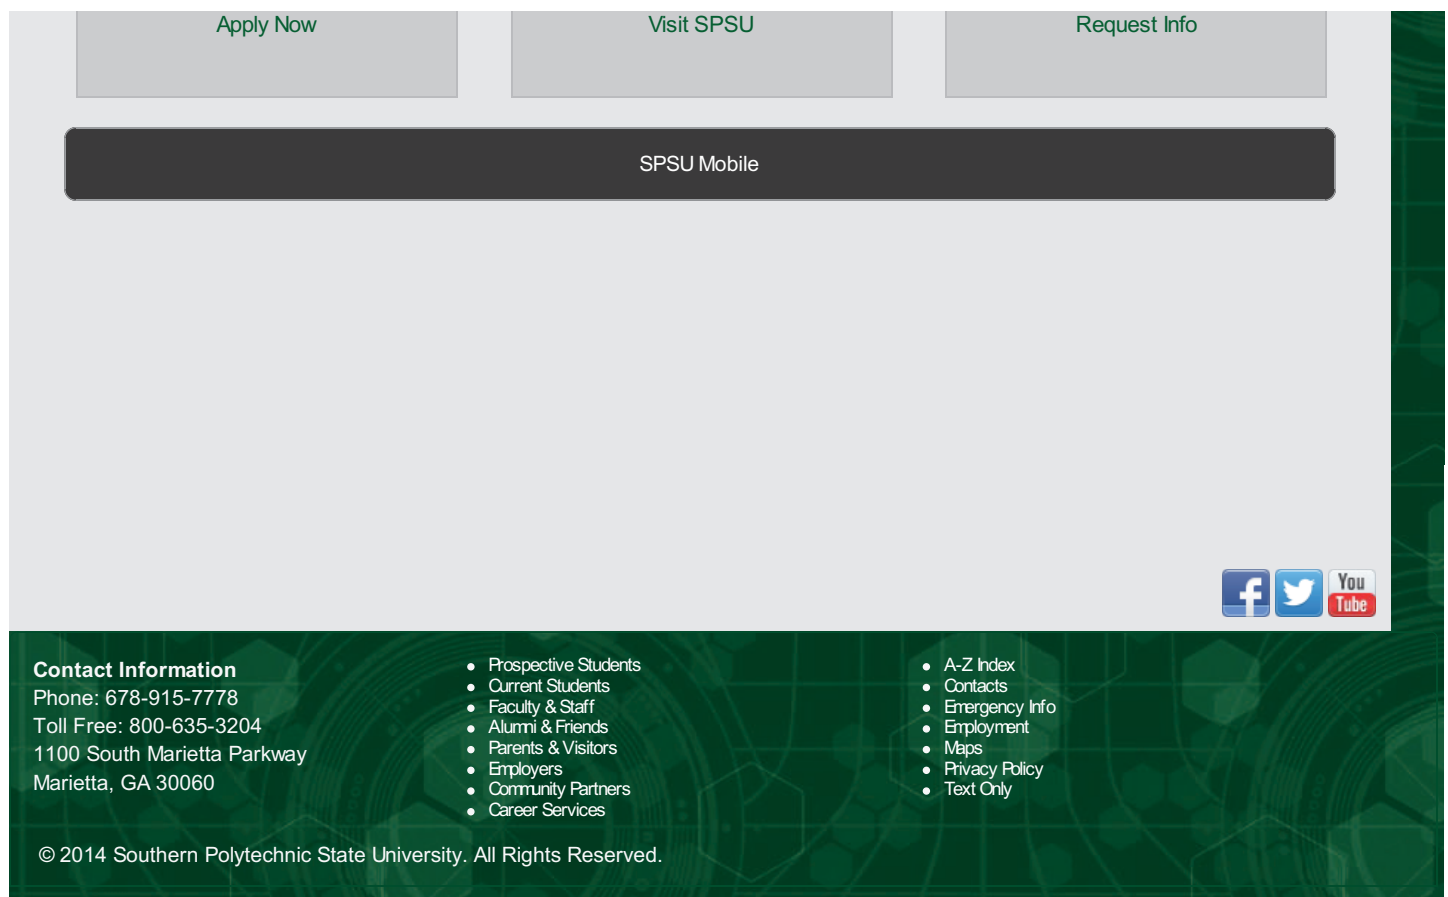 Apply Now
Visit SPSU
Request Info
SPSU Mobile
You
Tube
Contact Information
Phone: 678-915-7778
Toll Free: 800-635-3204
1100 South Marietta Parkway
Marietta, GA 30060
Prospective Students
Current Students
Faculty & Staff
Alumni & Friends
Parents & Visitors
Employers
Community Partners
Career Services
A-Z Index
Contacts
Emergency Info
Employment
Maps
Privacy Policy
Text Only
© 2014 Southern Polytechnic State University. All Rights Reserved.